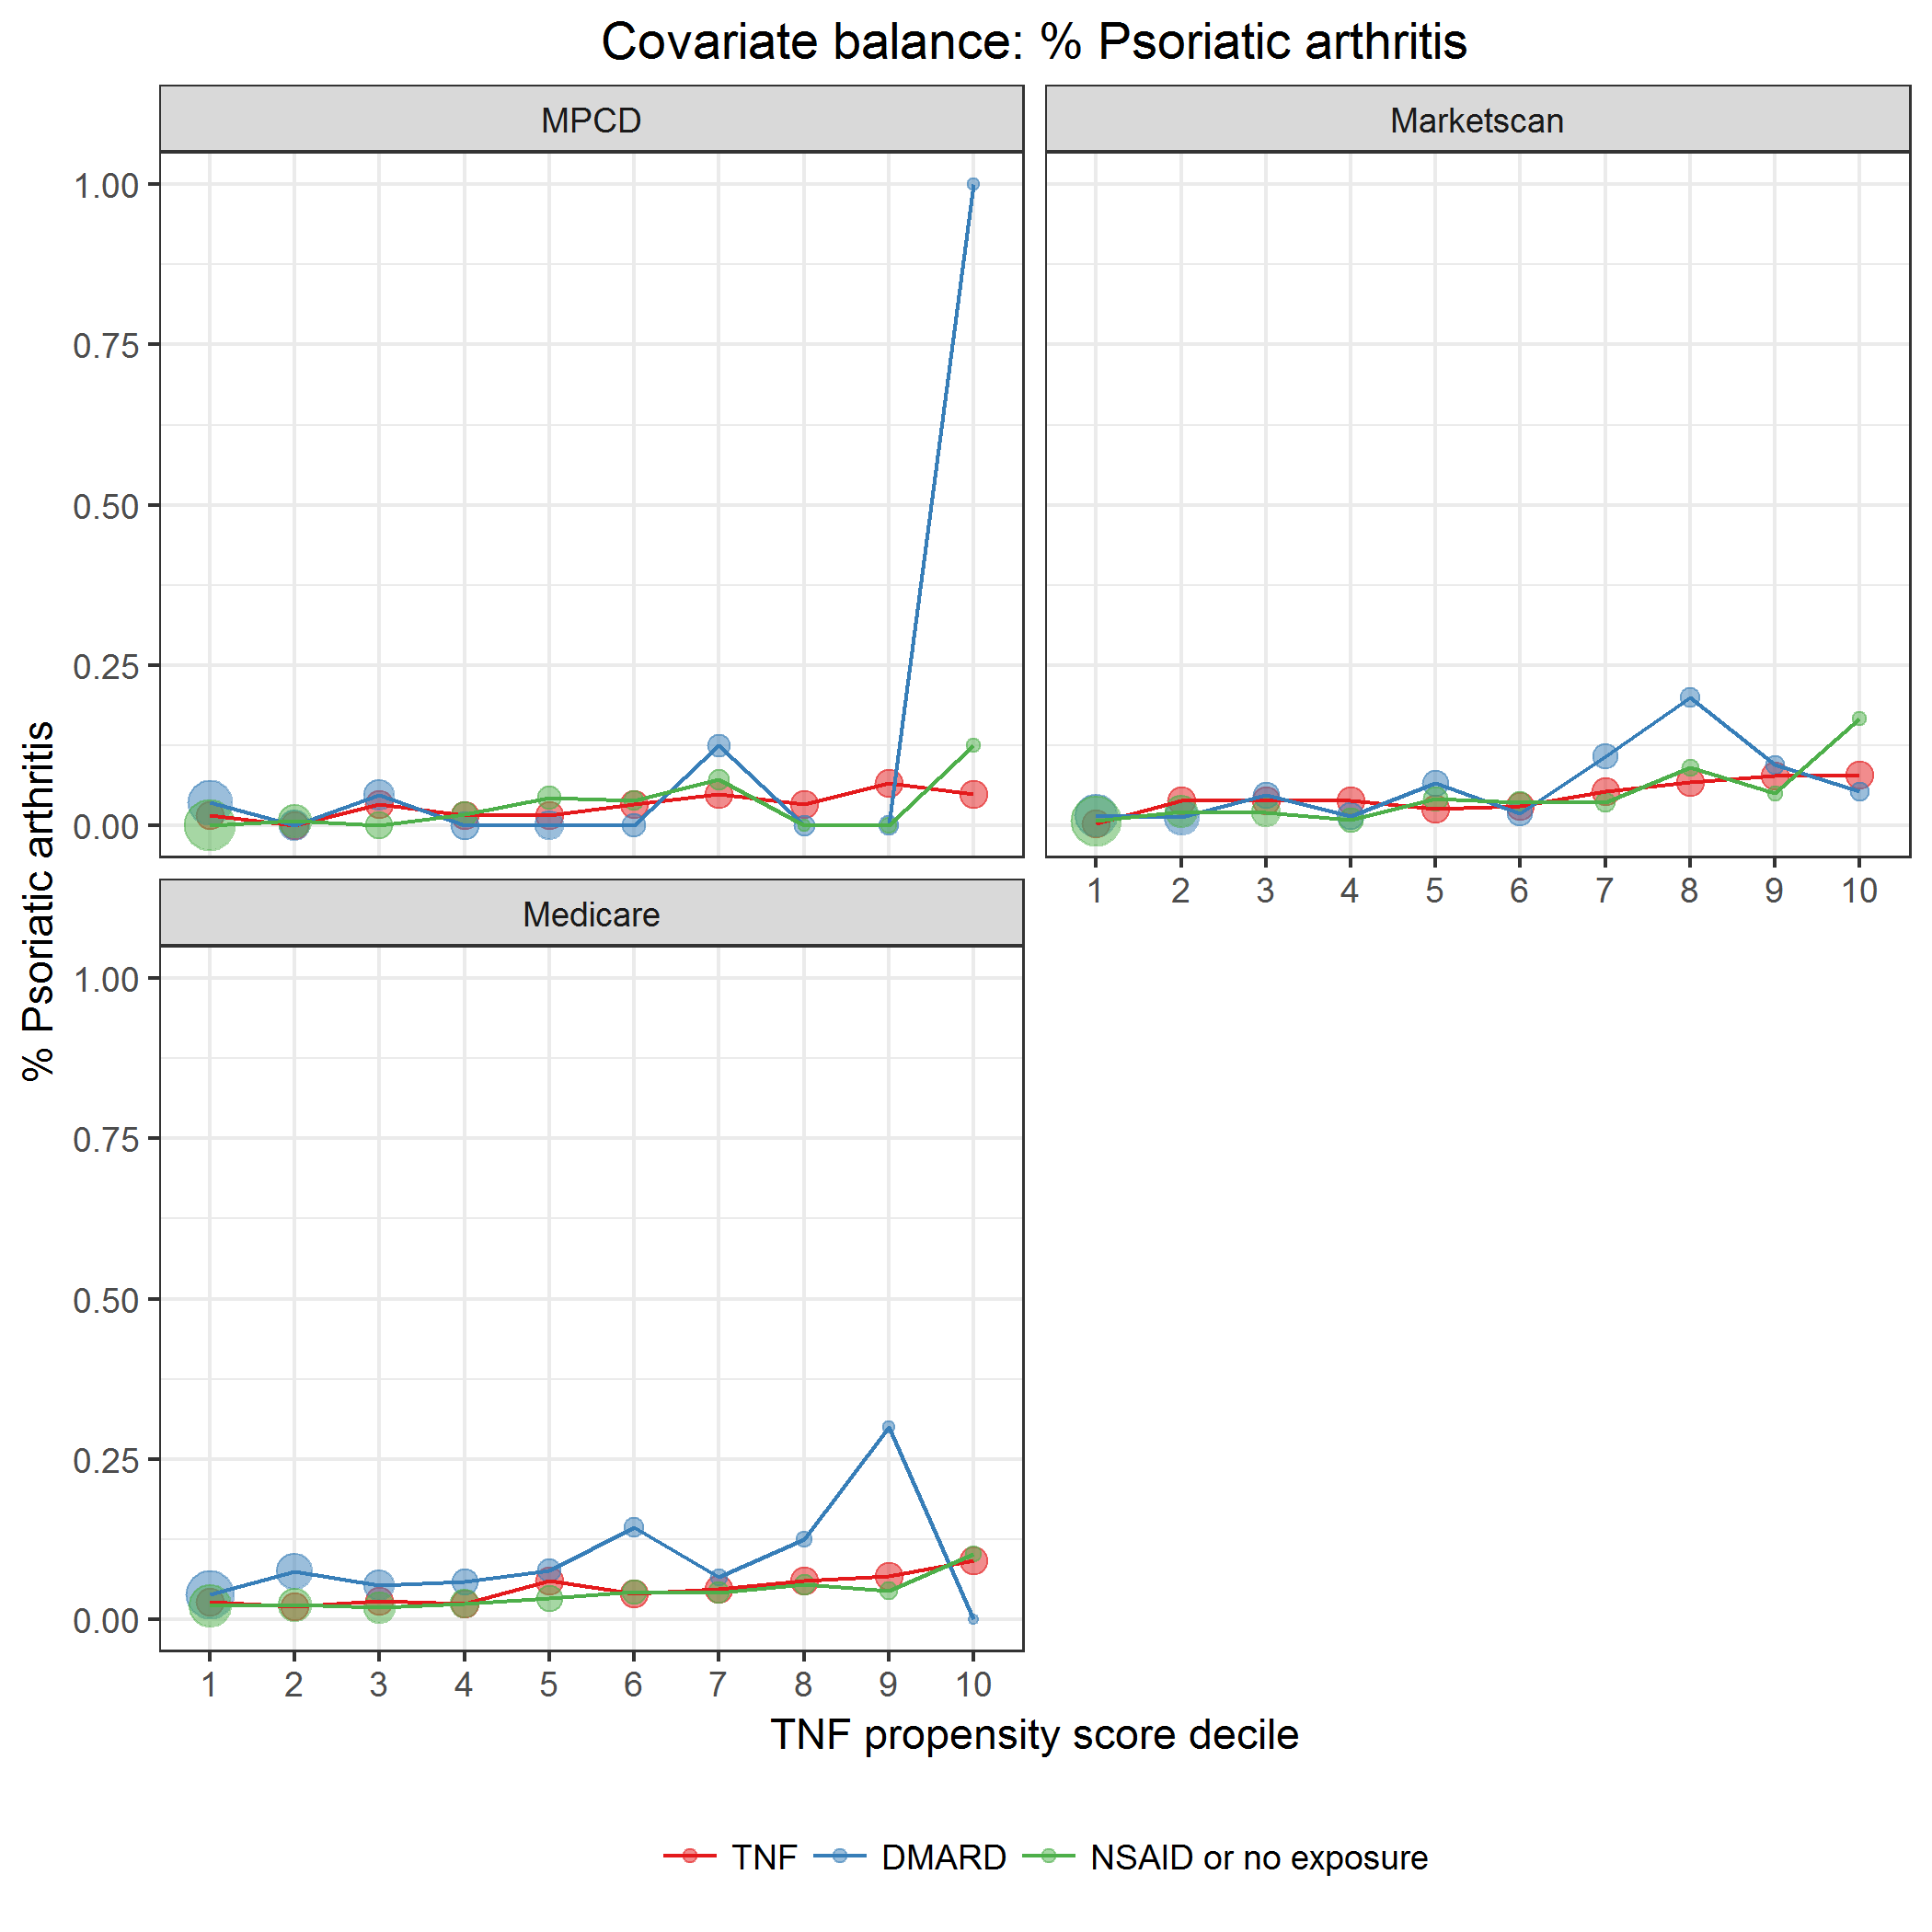 Covariate balance: % Psoriatic arthritis
MPCD
Marketscan
1.00
0.75
0.50
0.25
0.00
1 2 3 4 5 6 7 8 9 10
Medicare
1.00
0.75
0.50
0.25
0.00
1 2 3 4 5 6 7 8 9 10
% Psoriatic arthritis
TNF propensity score decile
TNF DMARD NSAID or no exposure